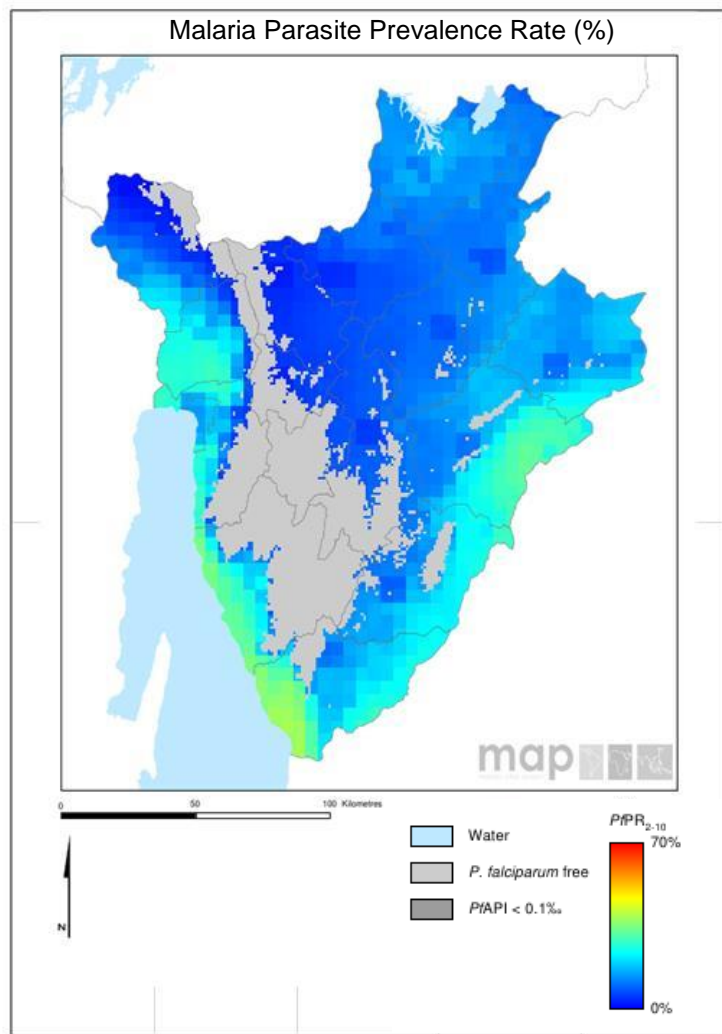 Malaria Parasite Prevalence Rate (%)
map
0 50 100 Kilometres
N
Water
P. falciparum free
PfAPI < 0.1‰
PfPR2-10
70%
0%